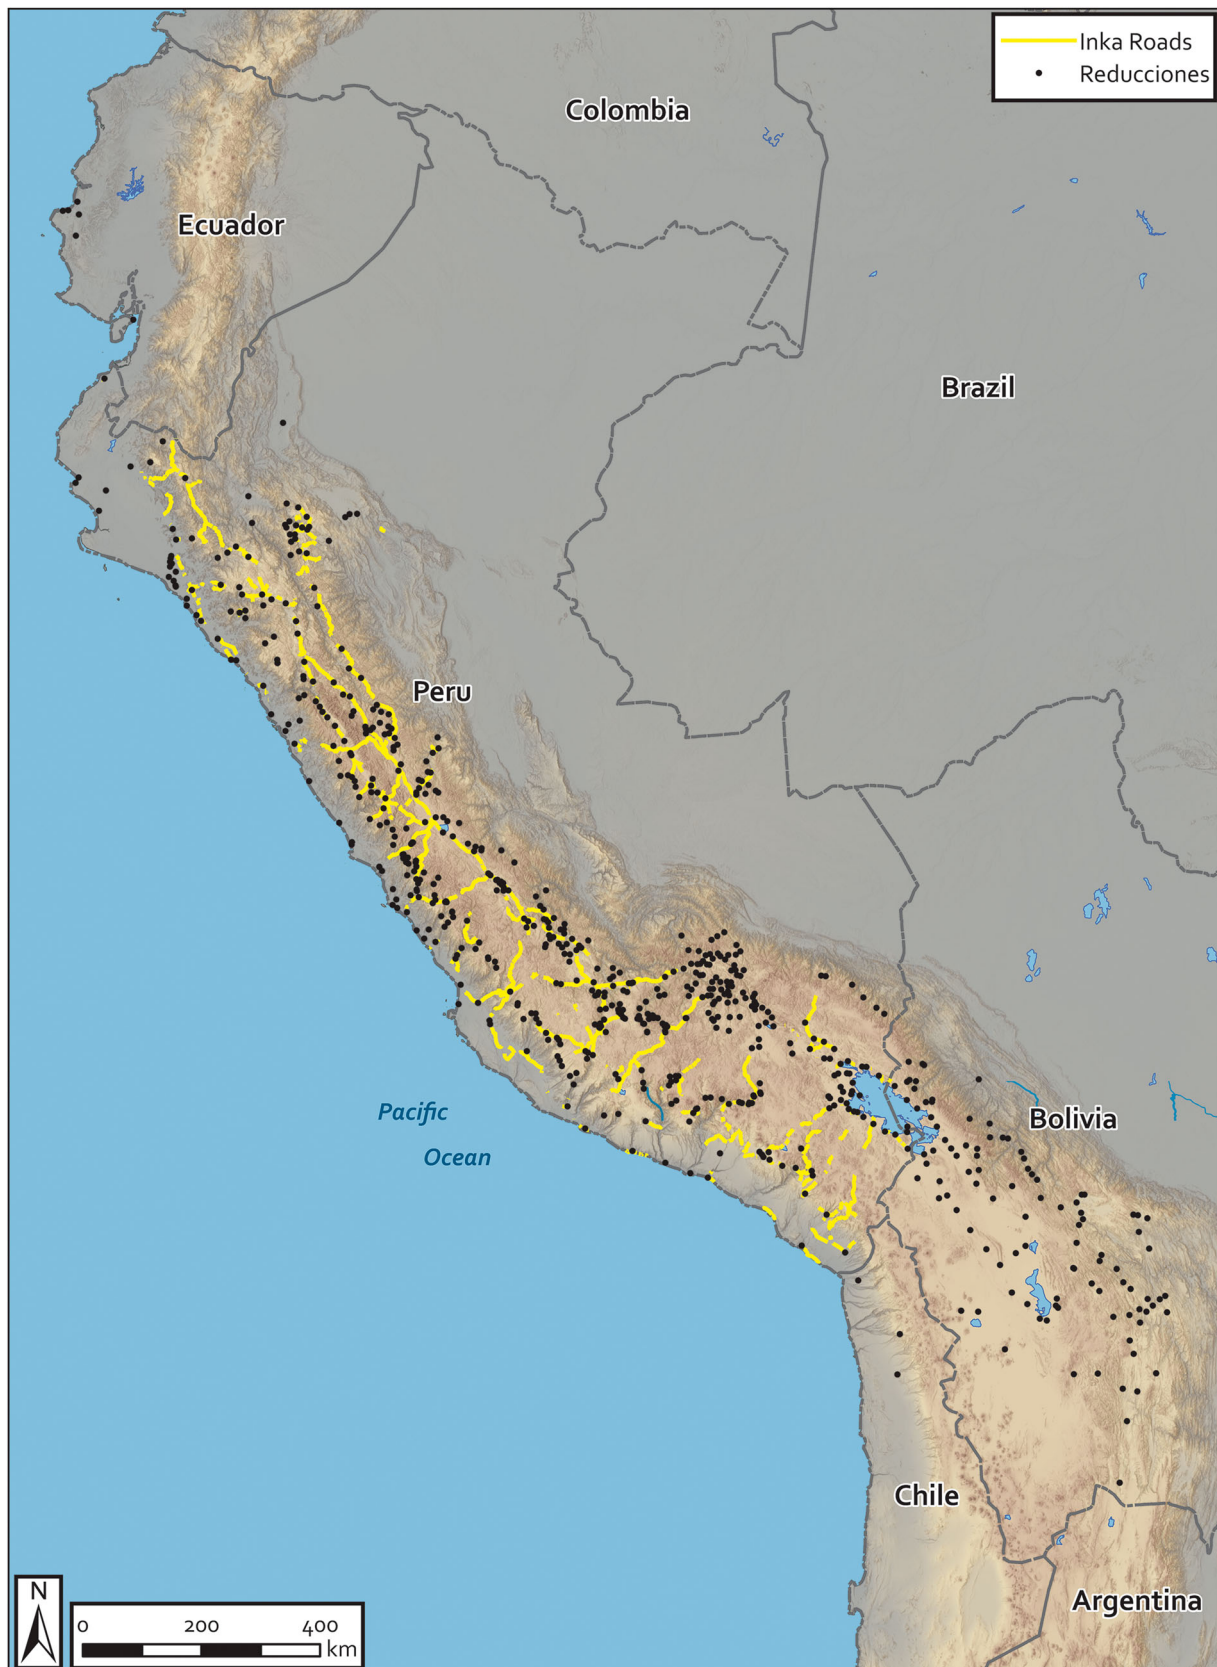 Inka Roads
Reducciones
Colombia
Ecuador
Brazil
Peru
Pacific
Ocean
Bolivia
Chile
Argentina
N
0 200 400
km